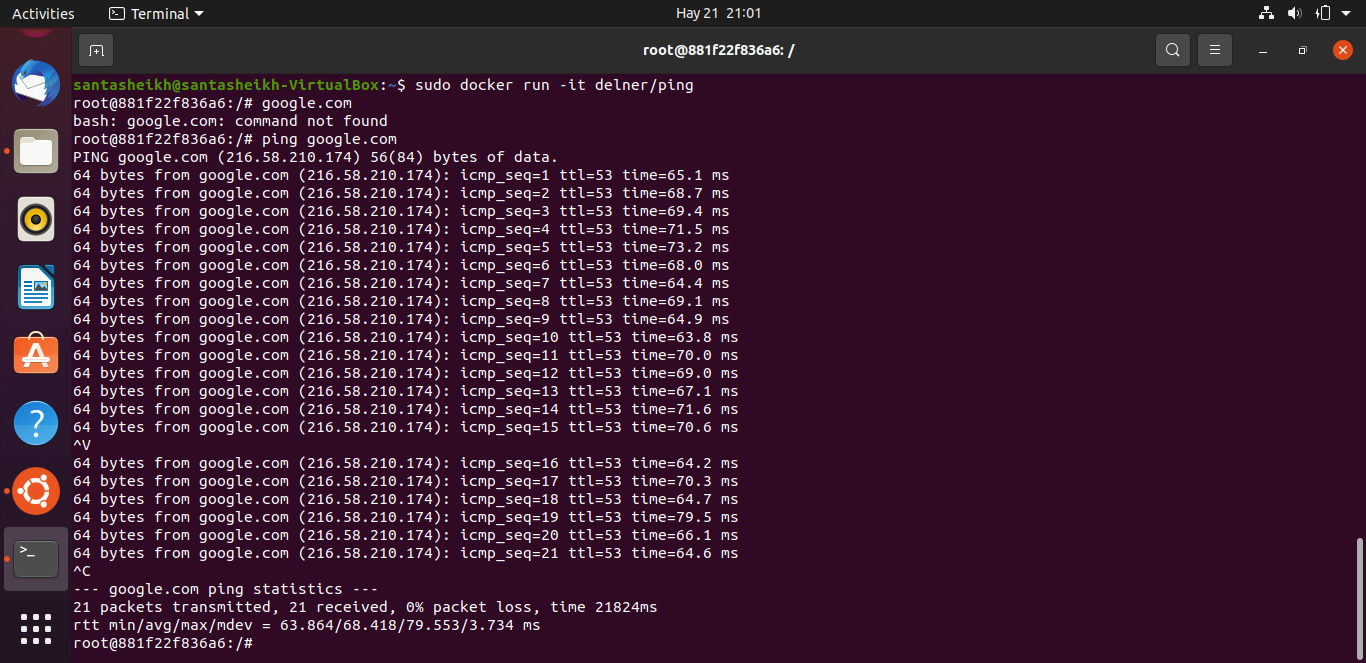 Activities
Terminal
Hay 21 21:01
root@881f22f836a6: /
santasheikh@santasheikh-VirtualBox:~$ sudo docker run -it delner/ping
root@881f22f836a6:/# google.com
bash: google.com: command not found
root@881f22f836a6:/# ping google.com
PING google.com (216.58.210.174) 56(84) bytes of data.
64 bytes from google.com (216.58.210.174): icmp_seq=1 ttl=53 time=65.1 ms
64 bytes from google.com (216.58.210.174): icmp_seq=2 ttl=53 time=68.7 ms
64 bytes from google.com (216.58.210.174): icmp_seq=3 ttl=53 time=69.4 ms
64 bytes from google.com (216.58.210.174): icmp_seq=4 ttl=53 time=71.5 ms
64 bytes from google.com (216.58.210.174): icmp_seq=5 ttl=53 time=73.2 ms
64 bytes from google.com (216.58.210.174): icmp_seq=6 ttl=53 time=68.0 ms
64 bytes from google.com (216.58.210.174): icmp_seq=7 ttl=53 time=64.4 ms
64 bytes from google.com (216.58.210.174): icmp_seq=8 ttl=53 time=69.1 ms
64 bytes from google.com (216.58.210.174): icmp_seq=9 ttl=53 time=64.9 ms
64 bytes from google.com (216.58.210.174): icmp_seq=10 ttl=53 time=63.8 ms
64 bytes from google.com (216.58.210.174): icmp_seq=11 ttl=53 time=70.0 ms
64 bytes from google.com (216.58.210.174): icmp_seq=12 ttl=53 time=69.0 ms
64 bytes from google.com (216.58.210.174): icmp_seq=13 ttl=53 time=67.1 ms
64 bytes from google.com (216.58.210.174): icmp_seq=14 ttl=53 time=71.6 ms
64 bytes from google.com (216.58.210.174): icmp_seq=15 ttl=53 time=70.6 ms
^V
64 bytes from google.com (216.58.210.174): icmp_seq=16 ttl=53 time=64.2 ms
64 bytes from google.com (216.58.210.174): icmp_seq=17 ttl=53 time=70.3 ms
64 bytes from google.com (216.58.210.174): icmp_seq=18 ttl=53 time=64.7 ms
64 bytes from google.com (216.58.210.174): icmp_seq=19 ttl=53 time=79.5 ms
64 bytes from google.com (216.58.210.174): icmp_seq=20 ttl=53 time=66.1 ms
64 bytes from google.com (216.58.210.174): icmp_seq=21 ttl=53 time=64.6 ms
^C
--- google.com ping statistics ---
21 packets transmitted, 21 received, 0% packet loss, time 21824ms
rtt min/avg/max/mdev = 63.864/68.418/79.553/3.734 ms
root@881f22f836a6:/#